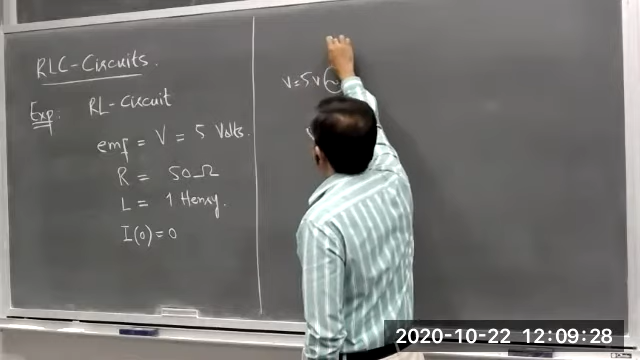 RLC-Circuits.
Exp: RL-Circuit
emf = V = 5 Volts.
R = 50Ω
L = 1 Henry.
I(0)=0
V=5V
2020-10-22 12:09:28